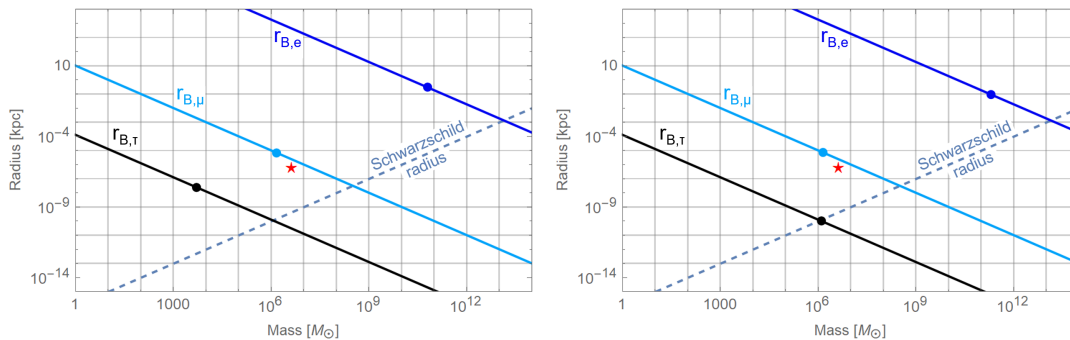 r_B,e
10
r_B,μ
10^-4
r_B,τ
Schwarzschild
radius
10^-9
10^-14
1
1000
10^6
10^9
10^12
Radius [kpc]
Mass [M_⊙]
r_B,e
10
r_B,μ
10^-4
r_B,τ
Schwarzschild
radius
10^-9
10^-14
1
1000
10^6
10^9
10^12
Radius [kpc]
Mass [M_⊙]